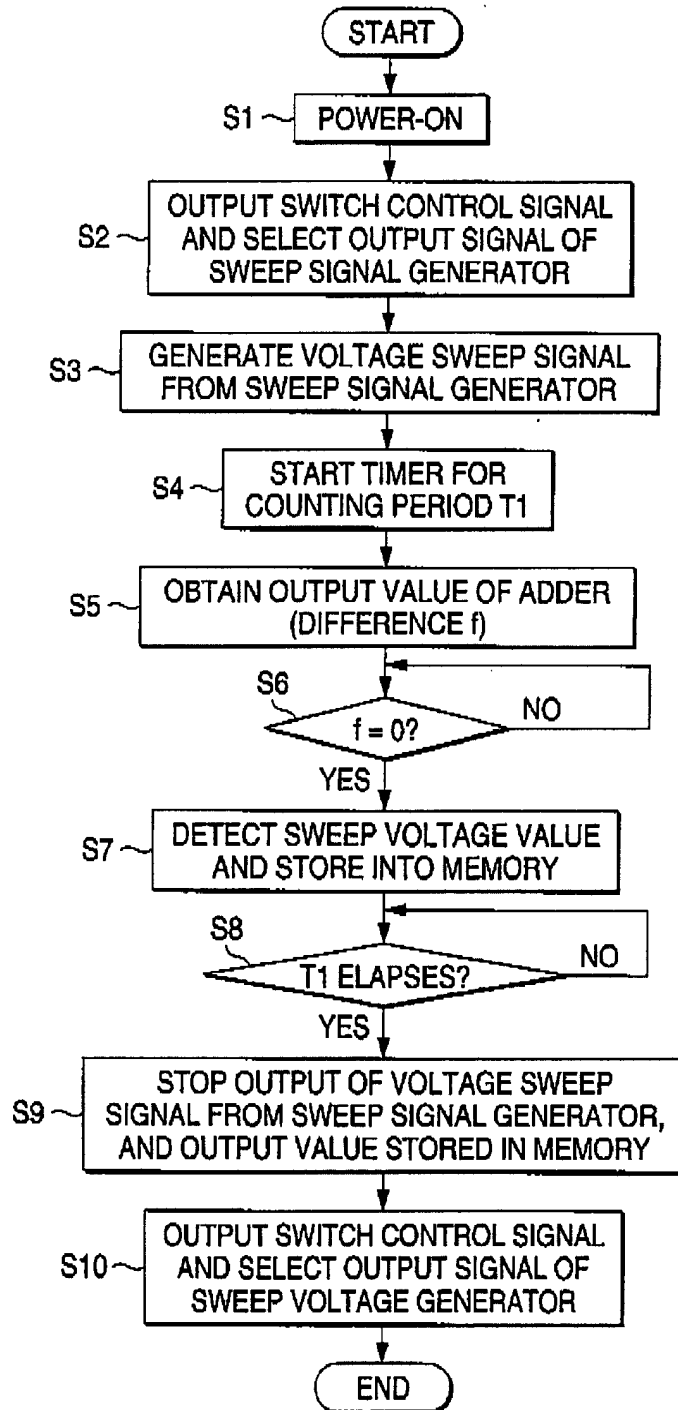 START
S1
POWER-ON
S2
OUTPUT SWITCH CONTROL SIGNAL
AND SELECT OUTPUT SIGNAL OF
SWEEP SIGNAL GENERATOR
S3
GENERATE VOLTAGE SWEEP SIGNAL
FROM SWEEP SIGNAL GENERATOR
S4
START TIMER FOR
COUNTING PERIOD T1
S5
OBTAIN OUTPUT VALUE OF ADDER
(DIFFERENCE f)
S6
f = 0?
NO
YES
S7
DETECT SWEEP VOLTAGE VALUE
AND STORE INTO MEMORY
S8
T1 ELAPSES?
NO
YES
S9
STOP OUTPUT OF VOLTAGE SWEEP
SIGNAL FROM SWEEP SIGNAL GENERATOR,
AND OUTPUT VALUE STORED IN MEMORY
S10
OUTPUT SWITCH CONTROL SIGNAL
AND SELECT OUTPUT SIGNAL OF
SWEEP VOLTAGE GENERATOR
END